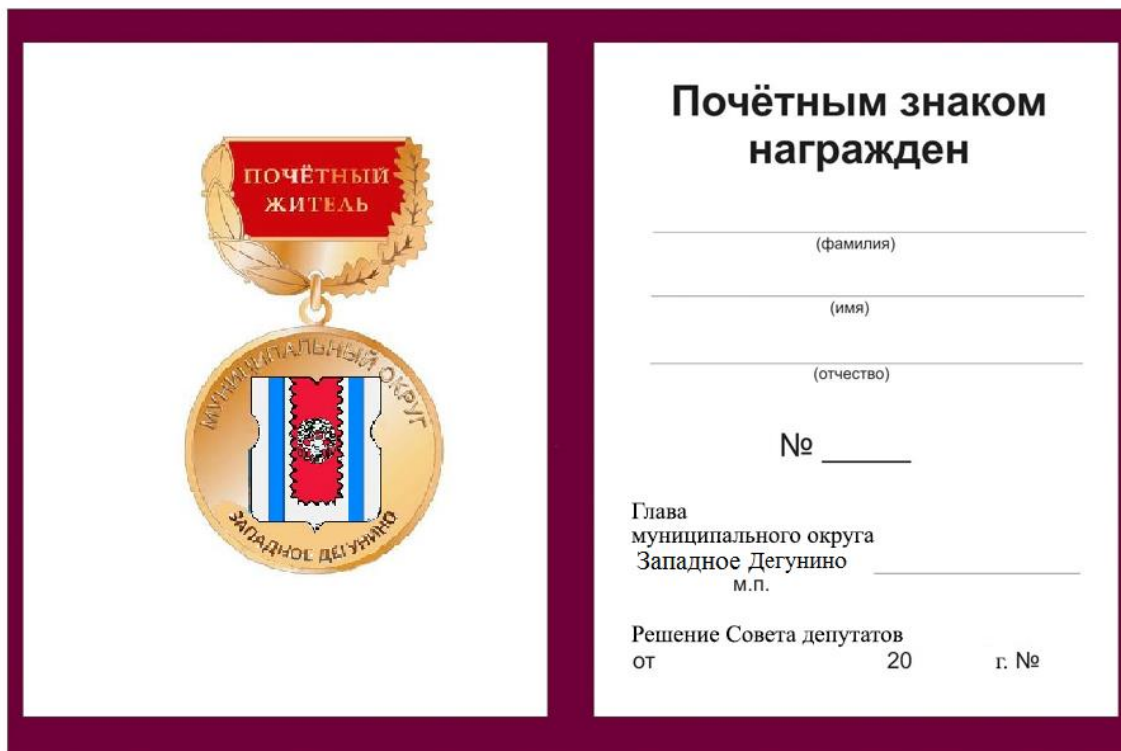 ПОЧЁТНЫЙ
ЖИТЕЛЬ
МУНИЦИПАЛЬНЫЙ ОКРУГ
ЗАПАДНОЕ ДЕГУНИНО
Почётным знаком
награжден
(фамилия)
(имя)
(отчество)
№ _____
Глава
муниципального округа
Западное Дегунино
м.п.
Решение Совета депутатов
от 20 г. №